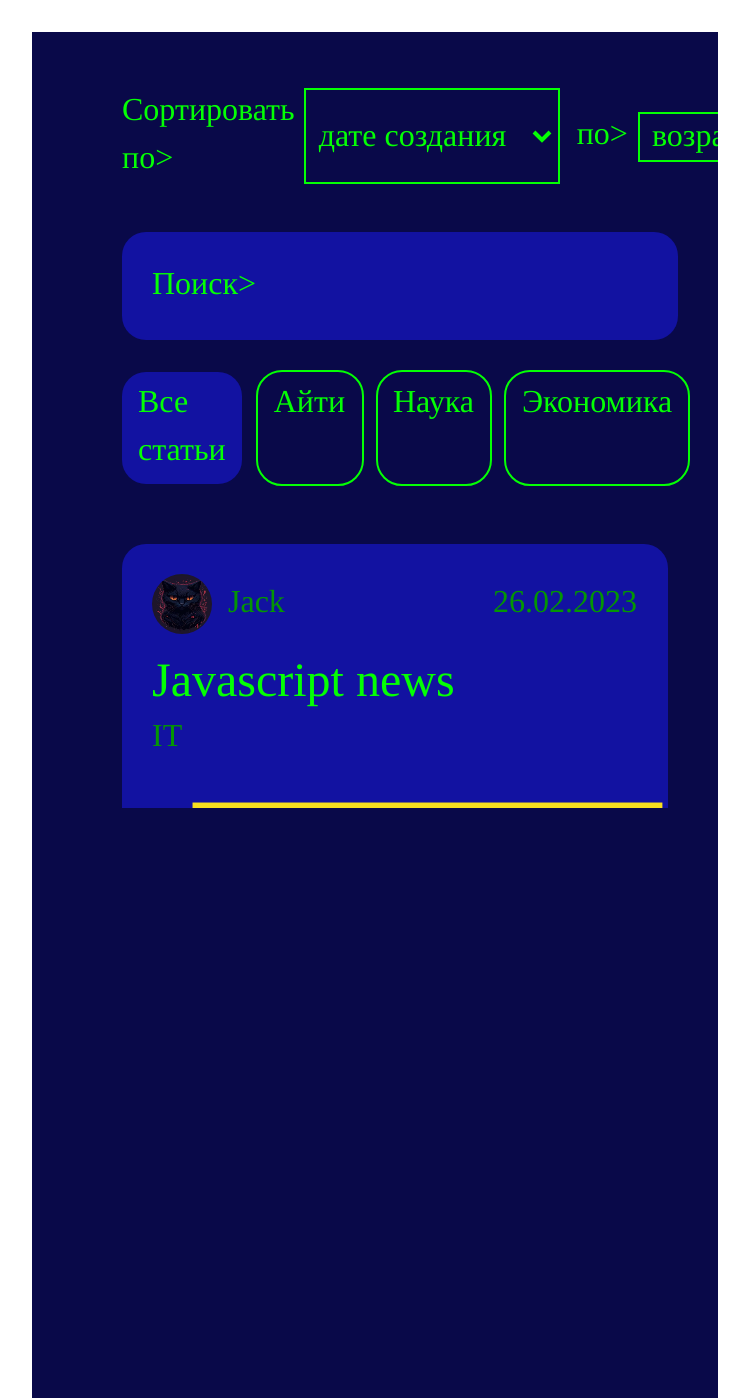 Сортировать
по>
дате создания
по>
возра
Поиск>
Все
статьи
Айти
Наука
Экономика
Jack
26.02.2023
Javascript news
IT